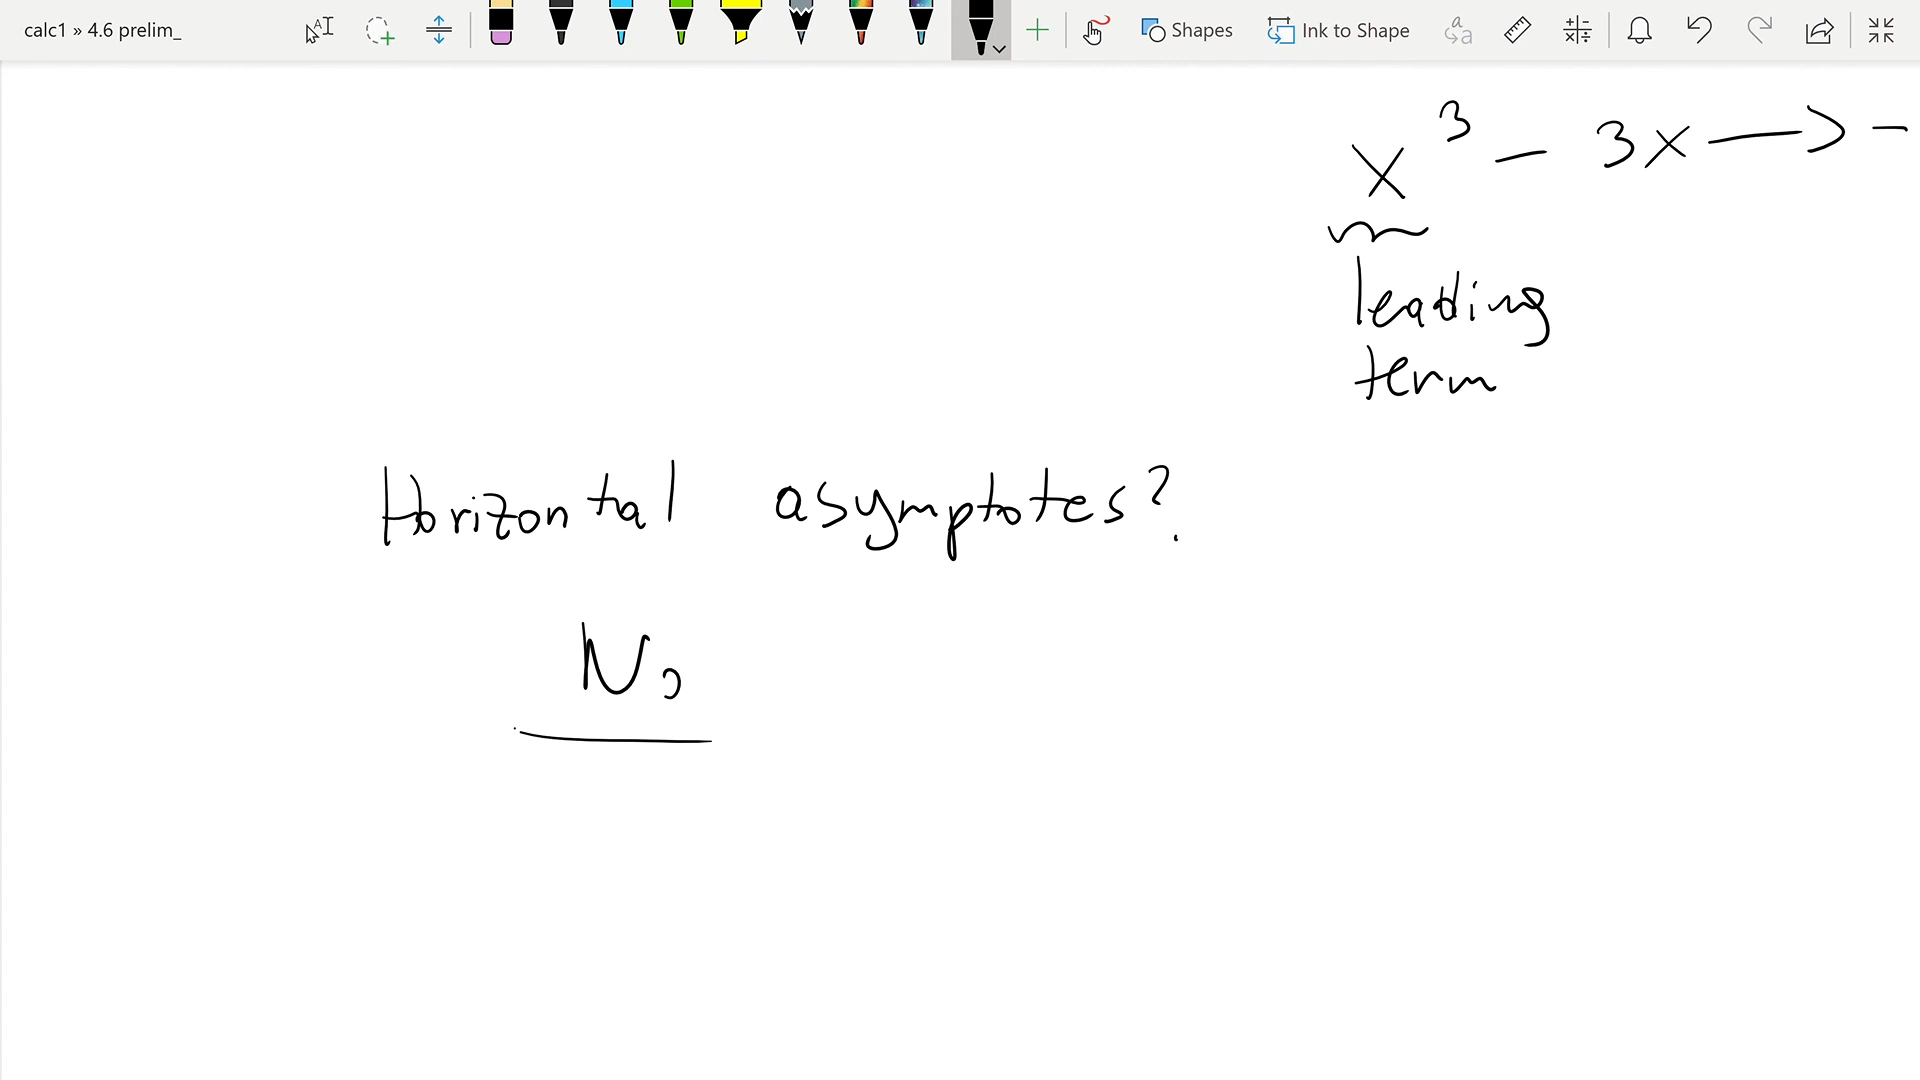 calc1 » 4.6 prelim_ Shapes Ink to Shape
x³ - 3x → -
leading
term
Horizontal asymptotes?
No